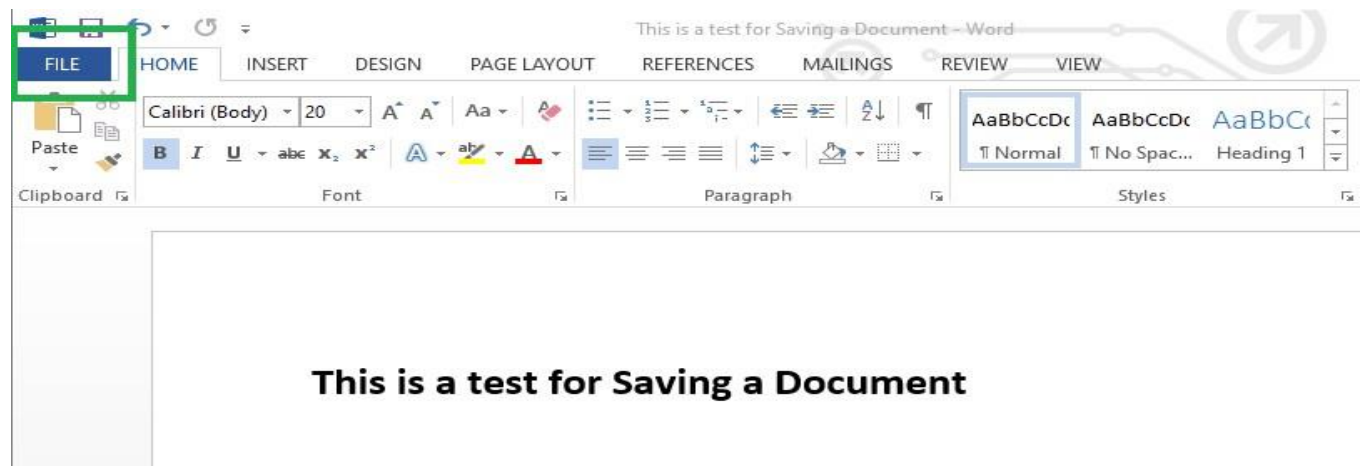 This is a test for Saving a Document - Word
FILE HOME INSERT DESIGN PAGE LAYOUT REFERENCES MAILINGS REVIEW VIEW
Calibri (Body) 20 A A Aa AaBbCcDc AaBbCcDc AaBbC
Paste B I U abc x₂ x² A aby A ¶ Normal ¶ No Spac... Heading 1
Clipboard Font Paragraph Styles
This is a test for Saving a Document